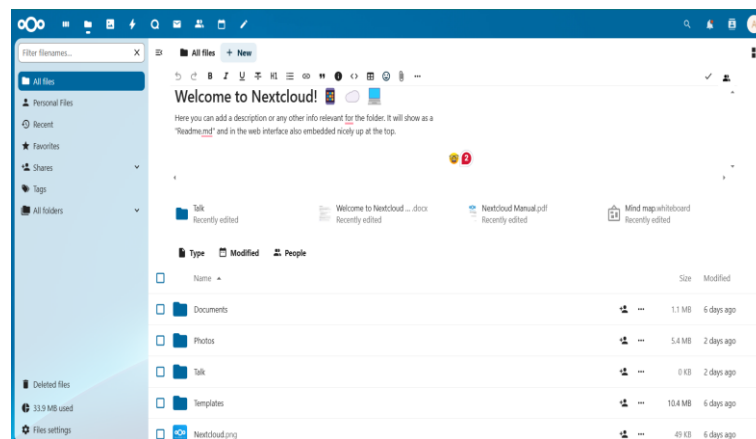 Filter filenames...
X
All files
+ New
All files
Personal Files
Recent
Favorites
Shares
Tags
All folders
H1
Welcome to Nextcloud!
Here you can add a description or any other info relevant for the folder. It will show as a
"Readme.md" and in the web interface also embedded nicely up at the top.
2
Talk
Recently edited
Welcome to Nextcloud ... .docx
Recently edited
Nextcloud Manual.pdf
Recently edited
Mind map.whiteboard
Recently edited
Type
Modified
People
Name
Size
Modified
Documents
1.1 MB
6 days ago
Photos
5.4 MB
2 days ago
Talk
0 KB
2 days ago
Templates
10.4 MB
6 days ago
Nextcloud.png
49 KB
6 days ago
Deleted files
33.9 MB used
Files settings